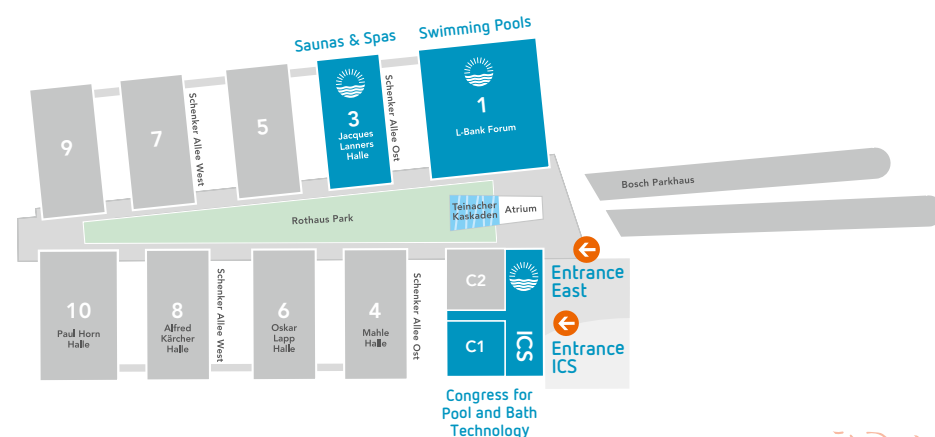 Saunas & Spas
Swimming Pools
9
7
Schenker Allee West
5
3
Jacques
Lanners
Halle
Schenker Allee Ost
1
L-Bank Forum
Bosch Parkhaus
Rothaus Park
Teinacher
Kaskaden
Atrium
10
Paul Horn
Halle
8
Alfred
Kärcher
Halle
Schenker Allee West
6
Oskar
Lapp
Halle
4
Mahle
Halle
Schenker Allee Ost
C2
C1
ICS
Entrance
East
Entrance
ICS
Congress for
Pool and Bath
Technology